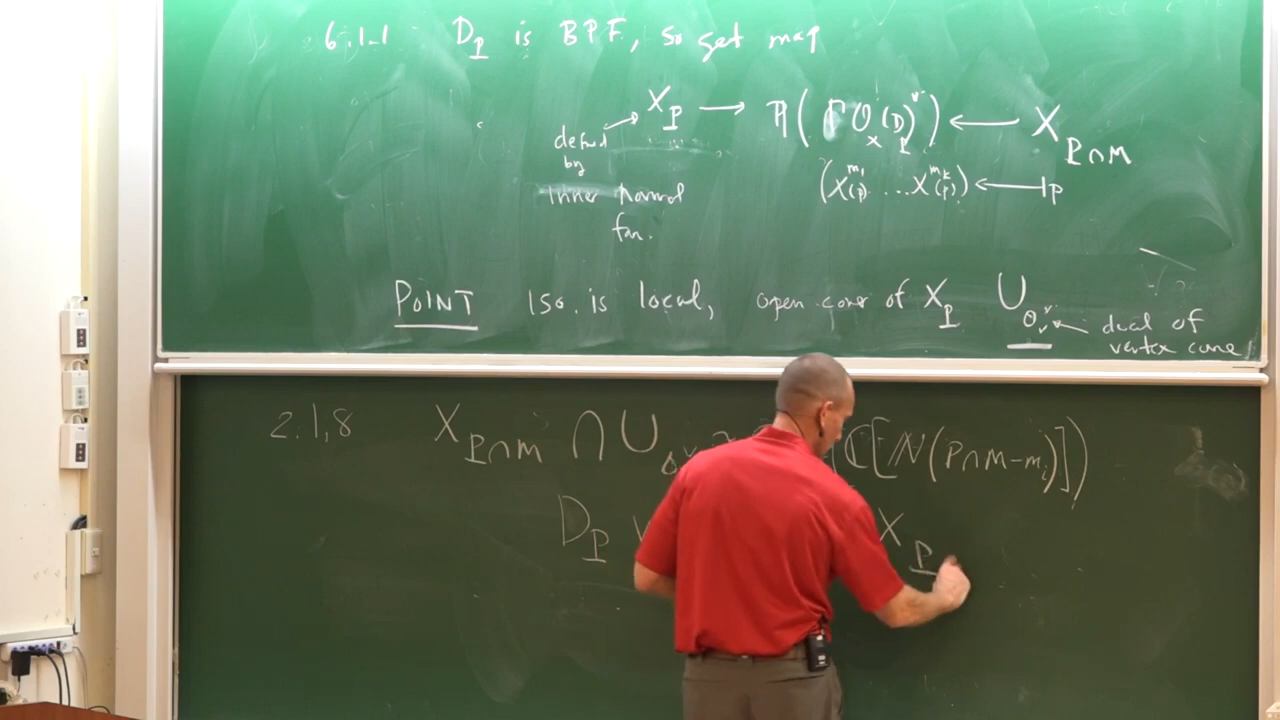 6.1.1 D_P is BPF, so get map
X_P → ℙ(Γ O_X(D_P)^v) ← X_{P∩M}
defined by inner normal fan.
(χ^{m_1}(p) ... χ^{m_k}(p)) ↤ p
POINT Iso. is local, open cover of X_P U_{σ_v^v} ← dual of vertex cone
2.1.8 X_{P∩M} ∩ U_σ ℂ[ℕ(P∩M-m_i)])
D_P X_P